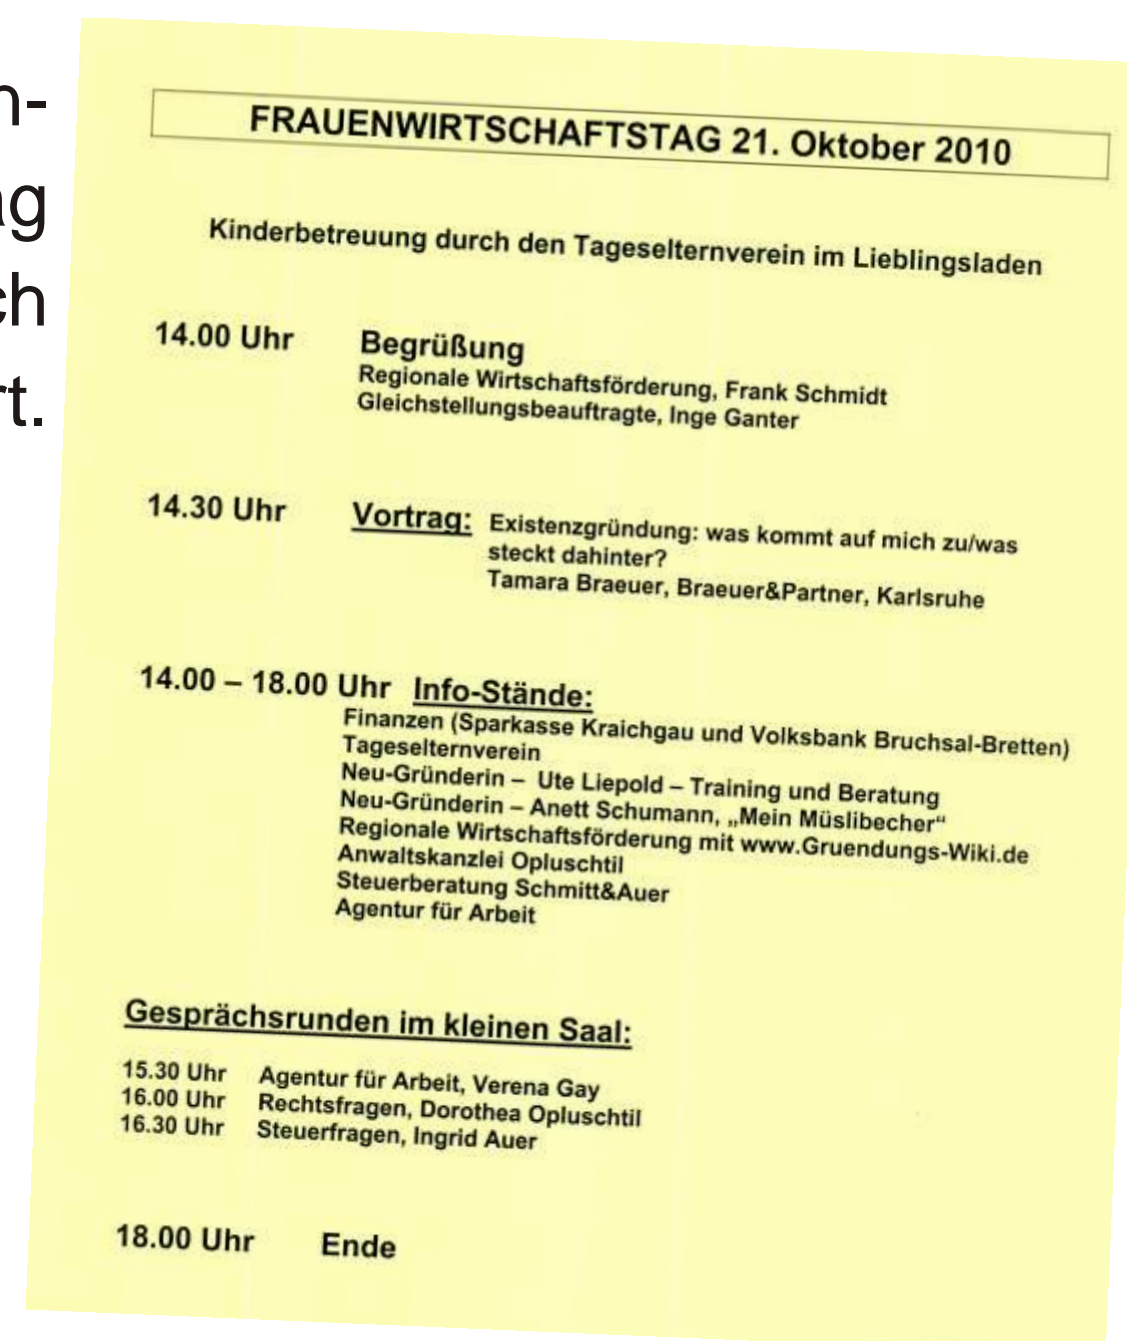 n-
ag
ch
rt.
FRAUENWIRTSCHAFTSTAG 21. Oktober 2010
Kinderbetreuung durch den Tageselternverein im Lieblingsladen
14.00 Uhr Begrüßung
Regionale Wirtschaftsförderung, Frank Schmidt
Gleichstellungsbeauftragte, Inge Ganter
14.30 Uhr Vortrag: Existenzgründung: was kommt auf mich zu/was
steckt dahinter?
Tamara Braeuer, Braeuer&Partner, Karlsruhe
14.00 – 18.00 Uhr Info-Stände:
Finanzen (Sparkasse Kraichgau und Volksbank Bruchsal-Bretten)
Tageselternverein
Neu-Gründerin – Ute Liepold – Training und Beratung
Neu-Gründerin – Anett Schumann, „Mein Müslibecher“
Regionale Wirtschaftsförderung mit www.Gruendungs-Wiki.de
Anwaltskanzlei Opluschtil
Steuerberatung Schmitt&Auer
Agentur für Arbeit
Gesprächsrunden im kleinen Saal:
15.30 Uhr Agentur für Arbeit, Verena Gay
16.00 Uhr Rechtsfragen, Dorothea Opluschtil
16.30 Uhr Steuerfragen, Ingrid Auer
18.00 Uhr Ende